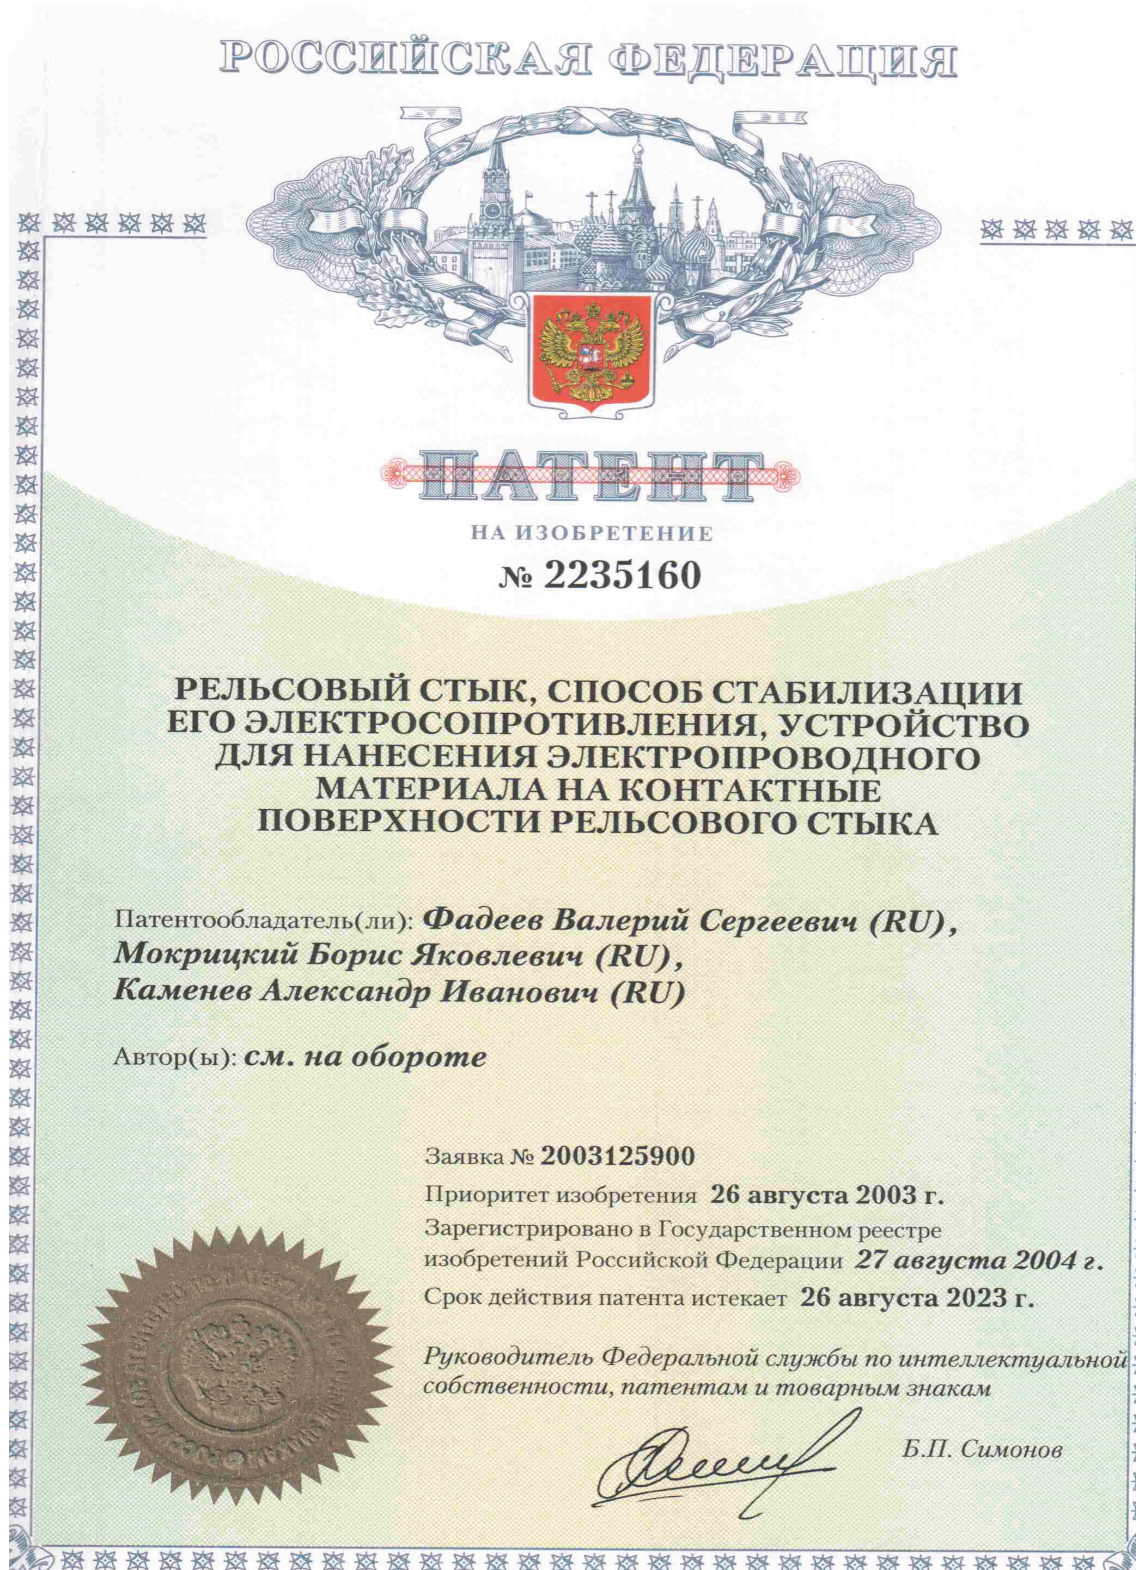 РОССИЙСКАЯ ФЕДЕРАЦИЯ
ПАТЕНТ
НА ИЗОБРЕТЕНИЕ
№ 2235160
РЕЛЬСОВЫЙ СТЫК, СПОСОБ СТАБИЛИЗАЦИИ
ЕГО ЭЛЕКТРОСОПРОТИВЛЕНИЯ, УСТРОЙСТВО
ДЛЯ НАНЕСЕНИЯ ЭЛЕКТРОПРОВОДНОГО
МАТЕРИАЛА НА КОНТАКТНЫЕ
ПОВЕРХНОСТИ РЕЛЬСОВОГО СТЫКА
Патентообладатель(ли): Фадеев Валерий Сергеевич (RU),
Мокрицкий Борис Яковлевич (RU),
Каменев Александр Иванович (RU)
Автор(ы): см. на обороте
Заявка № 2003125900
Приоритет изобретения 26 августа 2003 г.
Зарегистрировано в Государственном реестре
изобретений Российской Федерации 27 августа 2004 г.
Срок действия патента истекает 26 августа 2023 г.
Руководитель Федеральной службы по интеллектуальной
собственности, патентам и товарным знакам
Б.П. Симонов